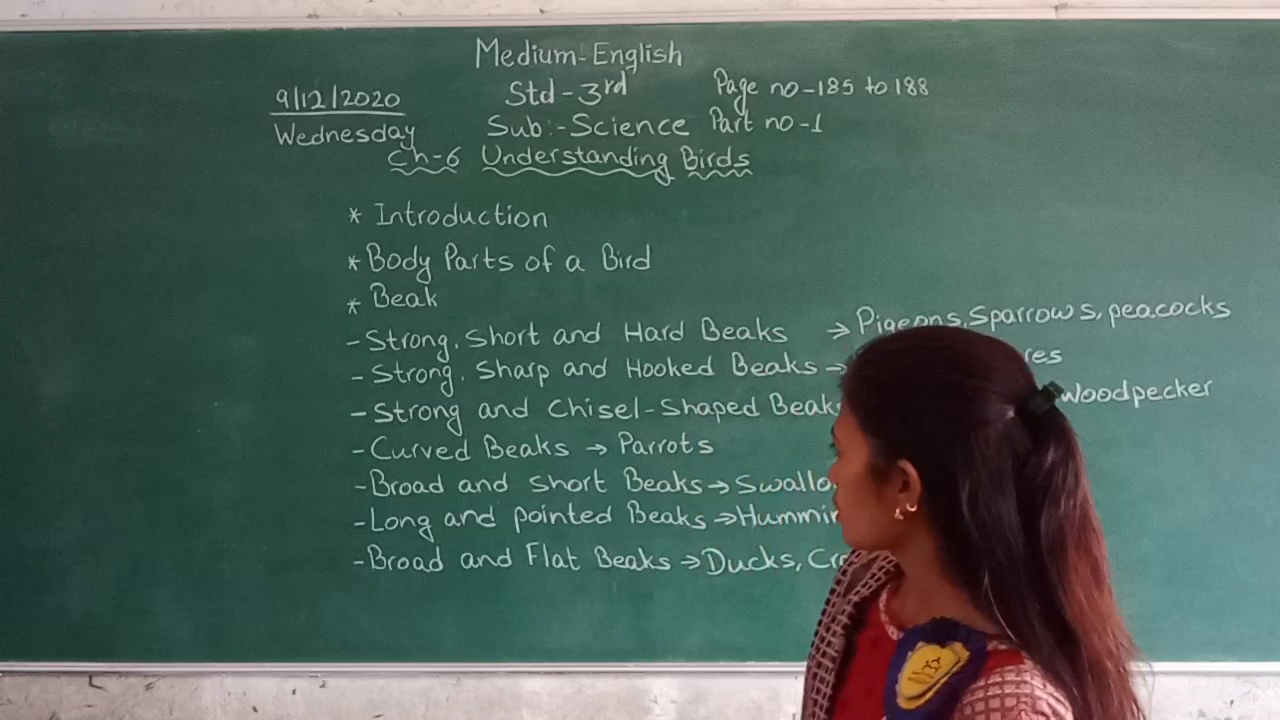 Medium-English
9/12/2020 Std-3rd Page no-185 to 188
Wednesday Sub:-Science Part no-1
Ch-6 Understanding Birds
* Introduction
* Body Parts of a Bird
* Beak
- Strong, Short and Hard Beaks → Pigeons, Sparrows, peacocks
- Strong, Sharp and Hooked Beaks →
- Strong and Chisel-Shaped Beaks woodpecker
- Curved Beaks → Parrots
- Broad and Short Beaks →
- Long and pointed Beaks →
- Broad and Flat Beaks → Ducks,